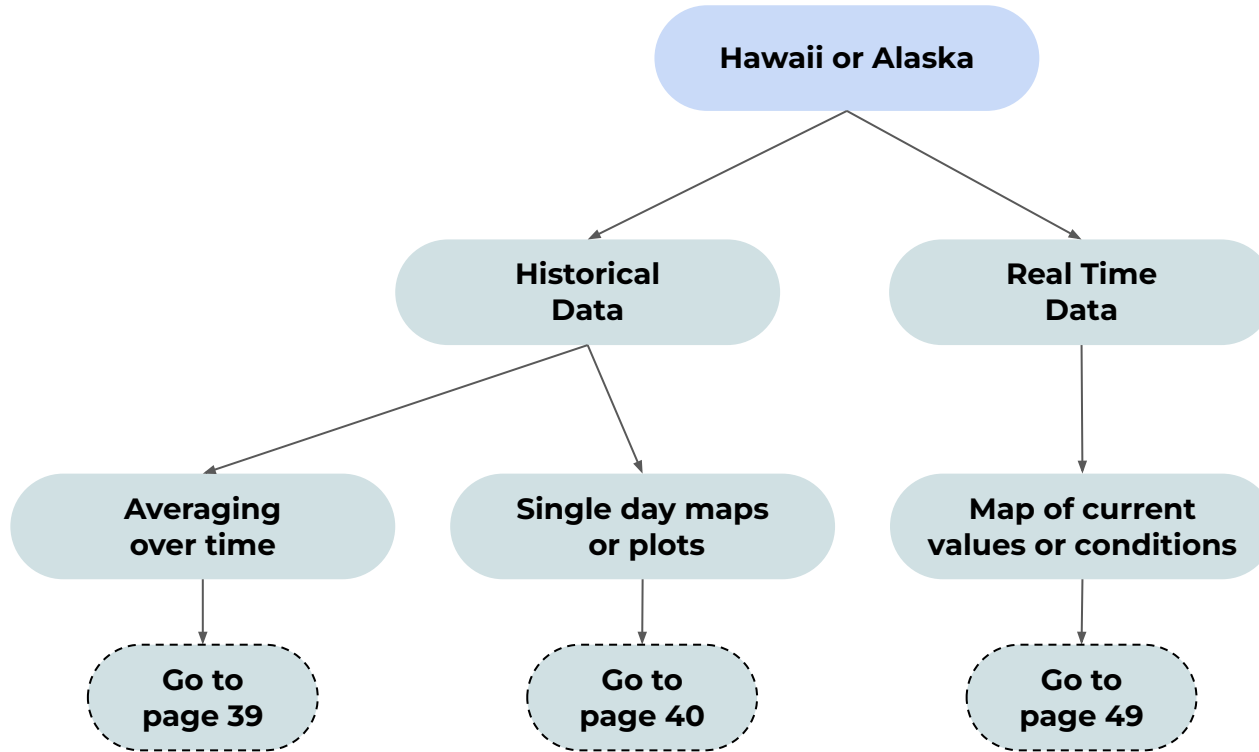 Hawaii or Alaska
Historical
Data
Real Time
Data
Averaging
over time
Single day maps
or plots
Map of current
values or conditions
Go to
page 39
Go to
page 40
Go to
page 49